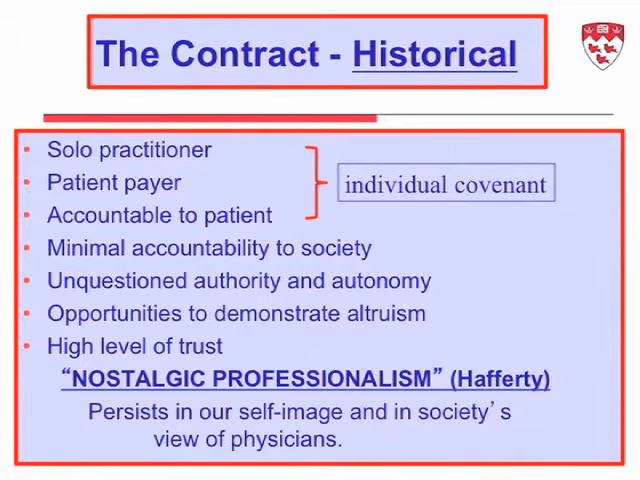 The Contract - Historical
• Solo practitioner
• Patient payer
• Accountable to patient
individual covenant
• Minimal accountability to society
• Unquestioned authority and autonomy
• Opportunities to demonstrate altruism
• High level of trust
“NOSTALGIC PROFESSIONALISM” (Hafferty)
Persists in our self-image and in society’s
view of physicians.